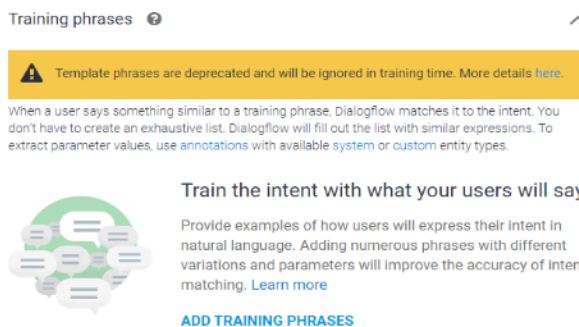 Training phrases ?
Template phrases are deprecated and will be ignored in training time. More details here.
When a user says something similar to a training phrase, Dialogflow matches it to the intent. You
don't have to create an exhaustive list. Dialogflow will fill out the list with similar expressions. To
extract parameter values, use annotations with available system or custom entity types.
Train the intent with what your users will say
Provide examples of how users will express their intent in
natural language. Adding numerous phrases with different
variations and parameters will improve the accuracy of inten
matching. Learn more
ADD TRAINING PHRASES